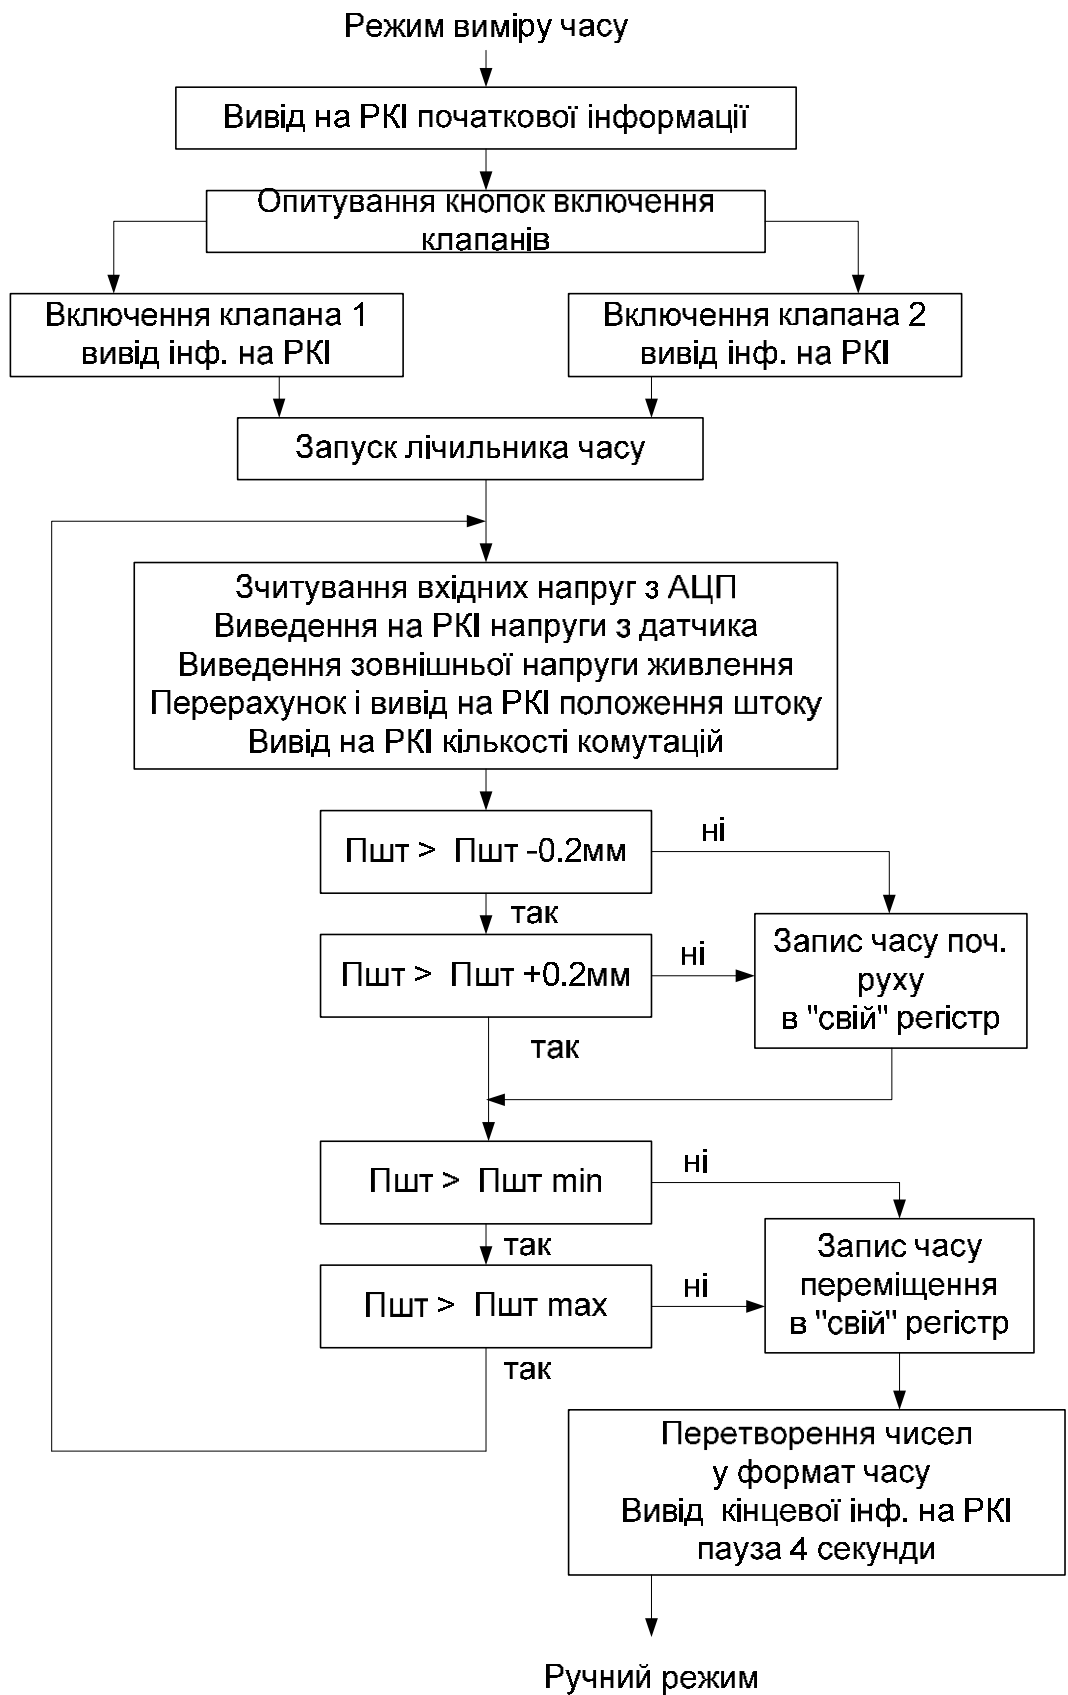 Режим виміру часу
Вивід на РКІ початкової інформації
Опитування кнопок включення
клапанів
Включення клапана 1
вивід інф. на РКІ
Включення клапана 2
вивід інф. на РКІ
Запуск лічильника часу
Зчитування вхідних напруг з АЦП
Виведення на РКІ напруги з датчика
Виведення зовнішньої напруги живлення
Перерахунок і вивід на РКІ положення штоку
Вивід на РКІ кількості комутацій
Пшт > Пшт -0.2мм
ні
так
Пшт > Пшт +0.2мм
ні
Запис часу поч.
руху
в "свій" регістр
так
Пшт > Пшт min
ні
так
Пшт > Пшт max
ні
Запис часу
переміщення
в "свій" регістр
так
Перетворення чисел
у формат часу
Вивід кінцевої інф. на РКІ
пауза 4 секунди
Ручний режим